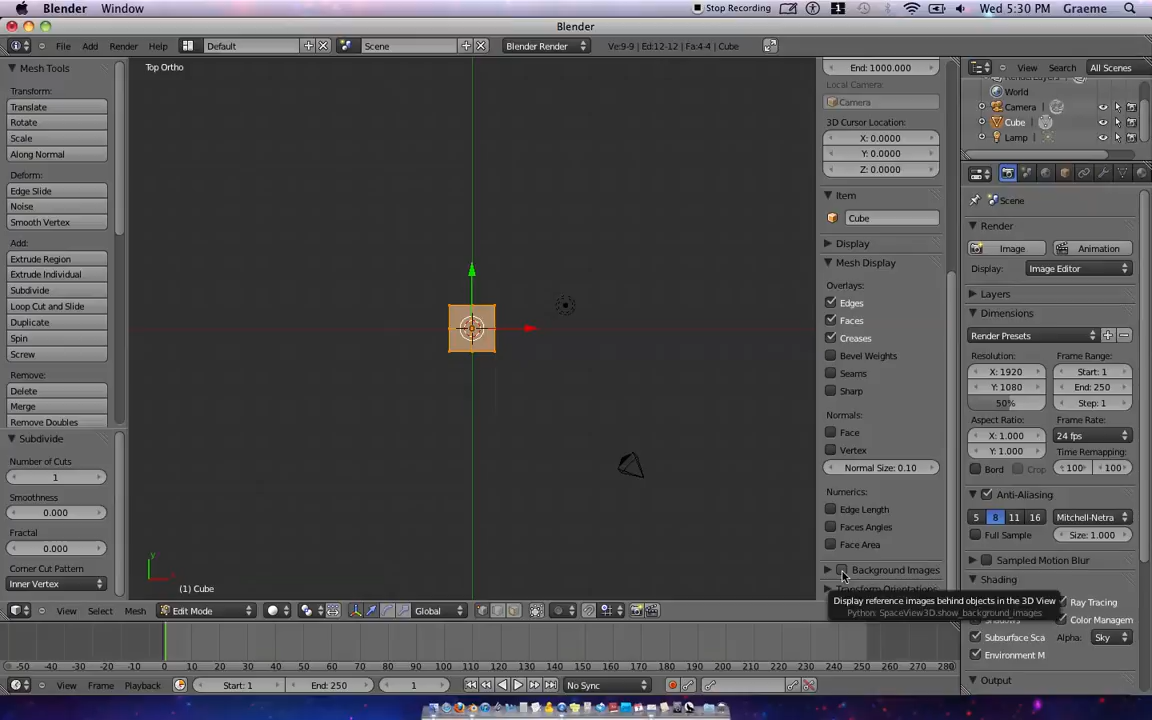 Blender Window Stop Recording 1 Wed 5:30 PM Graeme
Blender
File Add Render Help Default Scene Blender Render Ve:9-9 | Ed:12-12 | Fa:4-4 | Cube
Mesh Tools
Transform:
Translate
Rotate
Scale
Along Normal
Deform:
Edge Slide
Noise
Smooth Vertex
Add:
Extrude Region
Extrude Individual
Subdivide
Loop Cut and Slide
Duplicate
Spin
Screw
Remove:
Delete
Merge
Remove Doubles
Subdivide
Number of Cuts
1
Smoothness
0.000
Fractal
0.000
Corner Cut Pattern
Inner Vertex
Top Ortho
y
(1) Cube
End: 1000.000
Local Camera:
Camera
3D Cursor Location:
X: 0.0000
Y: 0.0000
Z: 0.0000
Item
Cube
Display
Mesh Display
Overlays:
Edges
Faces
Creases
Bevel Weights
Seams
Sharp
Normals:
Face
Vertex
Normal Size: 0.10
Numerics:
Edge Length
Faces Angles
Face Area
Background Images
Transform Orientations
Display reference images behind objects in the 3D View
Python: SpaceView3D.show_background_images
View Search All Scenes
RenderLayers
World
Camera
Cube
Lamp
Scene
Render
Image Animation
Display: Image Editor
Layers
Dimensions
Render Presets
Resolution: Frame Range:
X: 1920 Start: 1
Y: 1080 End: 250
50% Step: 1
Aspect Ratio: Frame Rate:
X: 1.000 24 fps
Y: 1.000 Time Remapping:
Bord Crop 100 100
Anti-Aliasing
5 8 11 16 Mitchell-Netra
Full Sample Size: 1.000
Sampled Motion Blur
Shading
Ray Tracing
Shadows Color Managem
Subsurface Sca Alpha: Sky
Environment M
Output
View Select Mesh Edit Mode Global
-50 -40 -30 -20 -10 0 10 20 30 40 50 60 70 80 90 100 110 120 130 140 150 160 170 180 190 200 210 220 230 240 250 260 270 280
View Frame Playback Start: 1 End: 250 1 No Sync